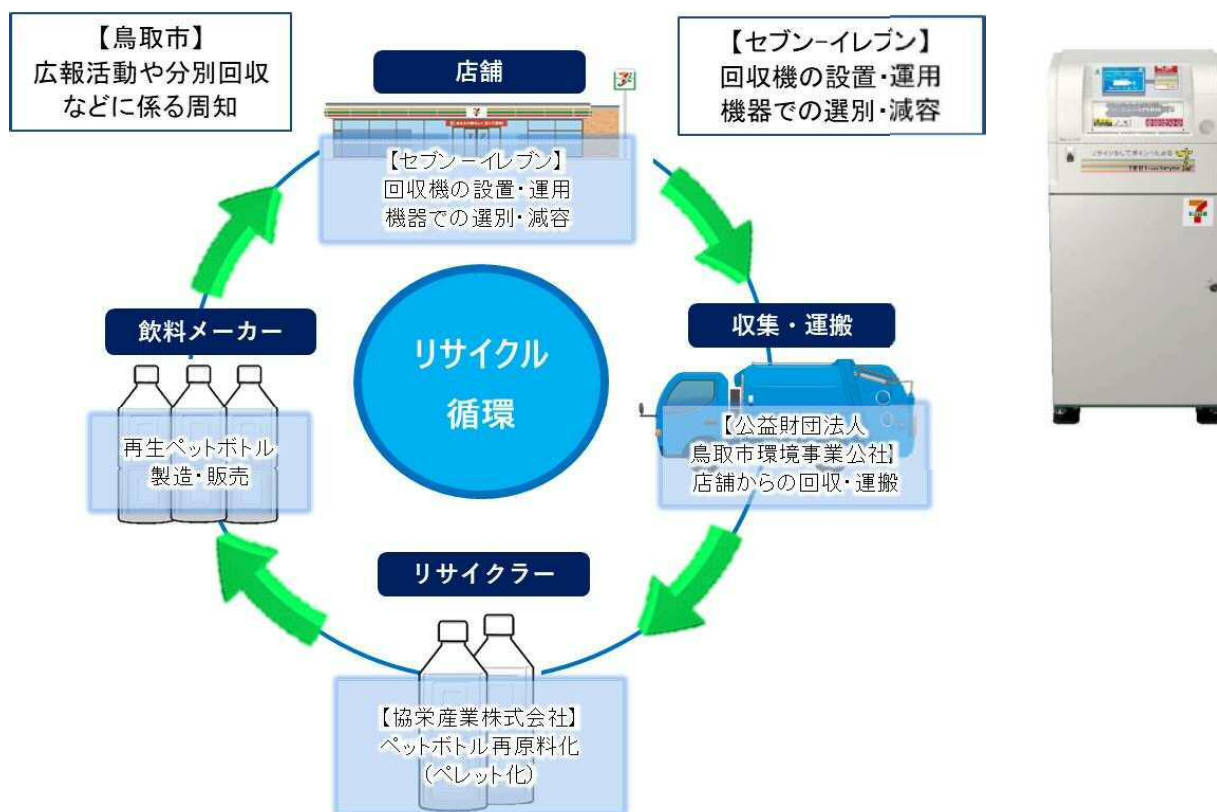 【鳥取市】
広報活動や分別回収
などに係る周知
店舗
【セブン-イレブン】
回収機の設置・運用
機器での選別・減容
【セブン-イレブン】
回収機の設置・運用
機器での選別・減容
飲料メーカー
再生ペットボトル
製造・販売
リサイクル
循環
収集・運搬
【公益財団法人
鳥取市環境事業公社】
店舗からの回収・運搬
リサイクラー
【協栄産業株式会社】
ペットボトル再原料化
(ペレット化)